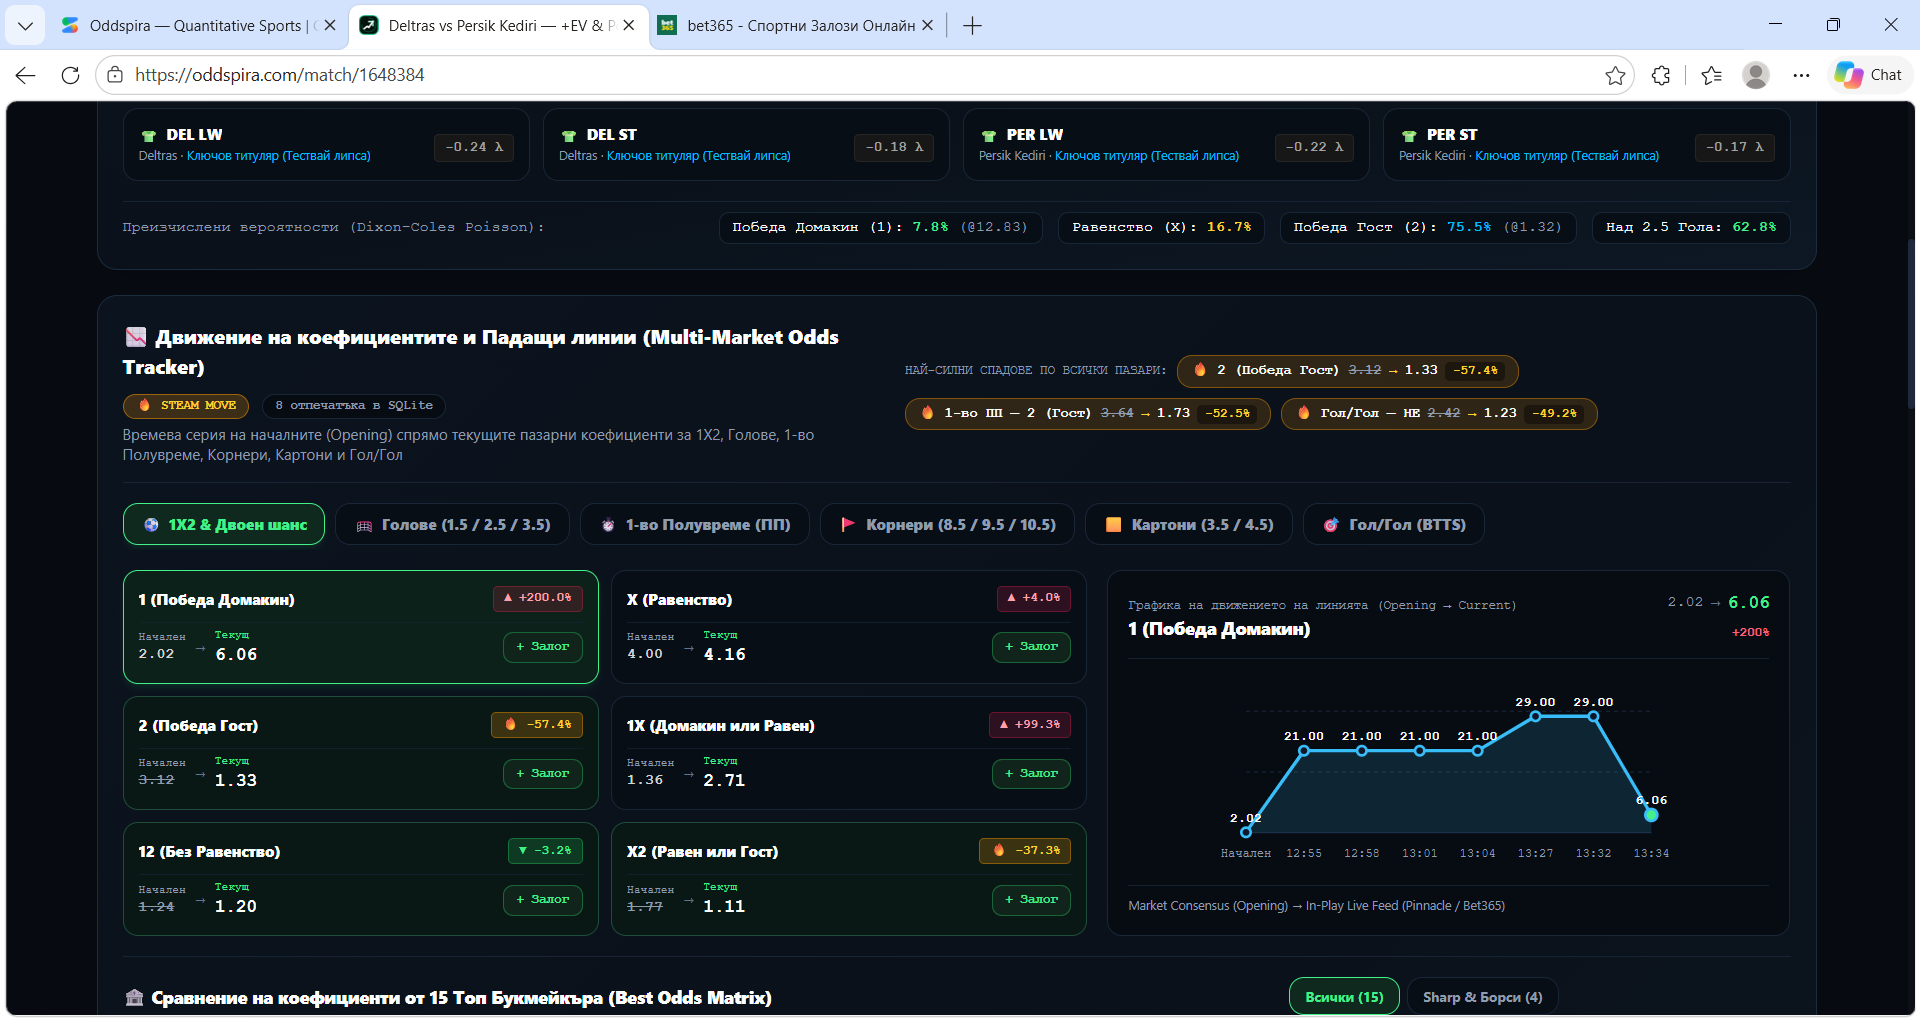 Oddspira — Quantitative Sports |
Deltras vs Persik Kediri — +EV & P
bet365 - Спортни Залози Онлайн
https://oddspira.com/match/1648384
Chat
DEL LW
Deltras · Ключов титуляр (Тествай липса)
-0.24 λ
DEL ST
Deltras · Ключов титуляр (Тествай липса)
-0.18 λ
PER LW
Persik Kediri · Ключов титуляр (Тествай липса)
-0.22 λ
PER ST
Persik Kediri · Ключов титуляр (Тествай липса)
-0.17 λ
Преизчислени вероятности (Dixon-Coles Poisson):
Победа Домакин (1): 7.8% (@12.83)
Равенство (X): 16.7%
Победа Гост (2): 75.5% (@1.32)
Над 2.5 Гола: 62.8%
Движение на коефициентите и Падащи линии (Multi-Market Odds
Tracker)
STEAM MOVE
8 отпечатъка в SQLite
Времева серия на началните (Opening) спрямо текущите пазарни коефициенти за 1X2, Голове, 1-во
Полувреме, Корнери, Картони и Гол/Гол
НАЙ-СИЛНИ СПАДОВЕ ПО ВСИЧКИ ПАЗАРИ:
2 (Победа Гост) 3.12 → 1.33 -57.4%
1-во ПП — 2 (Гост) 3.64 → 1.73 -52.5%
Гол/Гол — НЕ 2.42 → 1.23 -49.2%
1X2 & Двоен шанс
Голове (1.5 / 2.5 / 3.5)
1-во Полувреме (ПП)
Корнери (8.5 / 9.5 / 10.5)
Картони (3.5 / 4.5)
Гол/Гол (BTTS)
1 (Победа Домакин)
▲ +200.0%
Начален
2.02
→
Текущ
6.06
+ Залог
X (Равенство)
▲ +4.0%
Начален
4.00
→
Текущ
4.16
+ Залог
2 (Победа Гост)
-57.4%
Начален
3.12
→
Текущ
1.33
+ Залог
1X (Домакин или Равен)
▲ +99.3%
Начален
1.36
→
Текущ
2.71
+ Залог
12 (Без Равенство)
▼ -3.2%
Начален
1.24
→
Текущ
1.20
+ Залог
X2 (Равен или Гост)
-37.3%
Начален
1.77
→
Текущ
1.11
+ Залог
Графика на движението на линията (Opening → Current)
1 (Победа Домакин)
2.02 → 6.06
+200%
29.00 29.00
21.00 21.00 21.00 21.00
6.06
2.02
Начален 12:55 12:58 13:01 13:04 13:27 13:32 13:34
Market Consensus (Opening) → In-Play Live Feed (Pinnacle / Bet365)
Сравнение на коефициенти от 15 Топ Букмейкъра (Best Odds Matrix)
Всички (15)
Sharp & Борси (4)